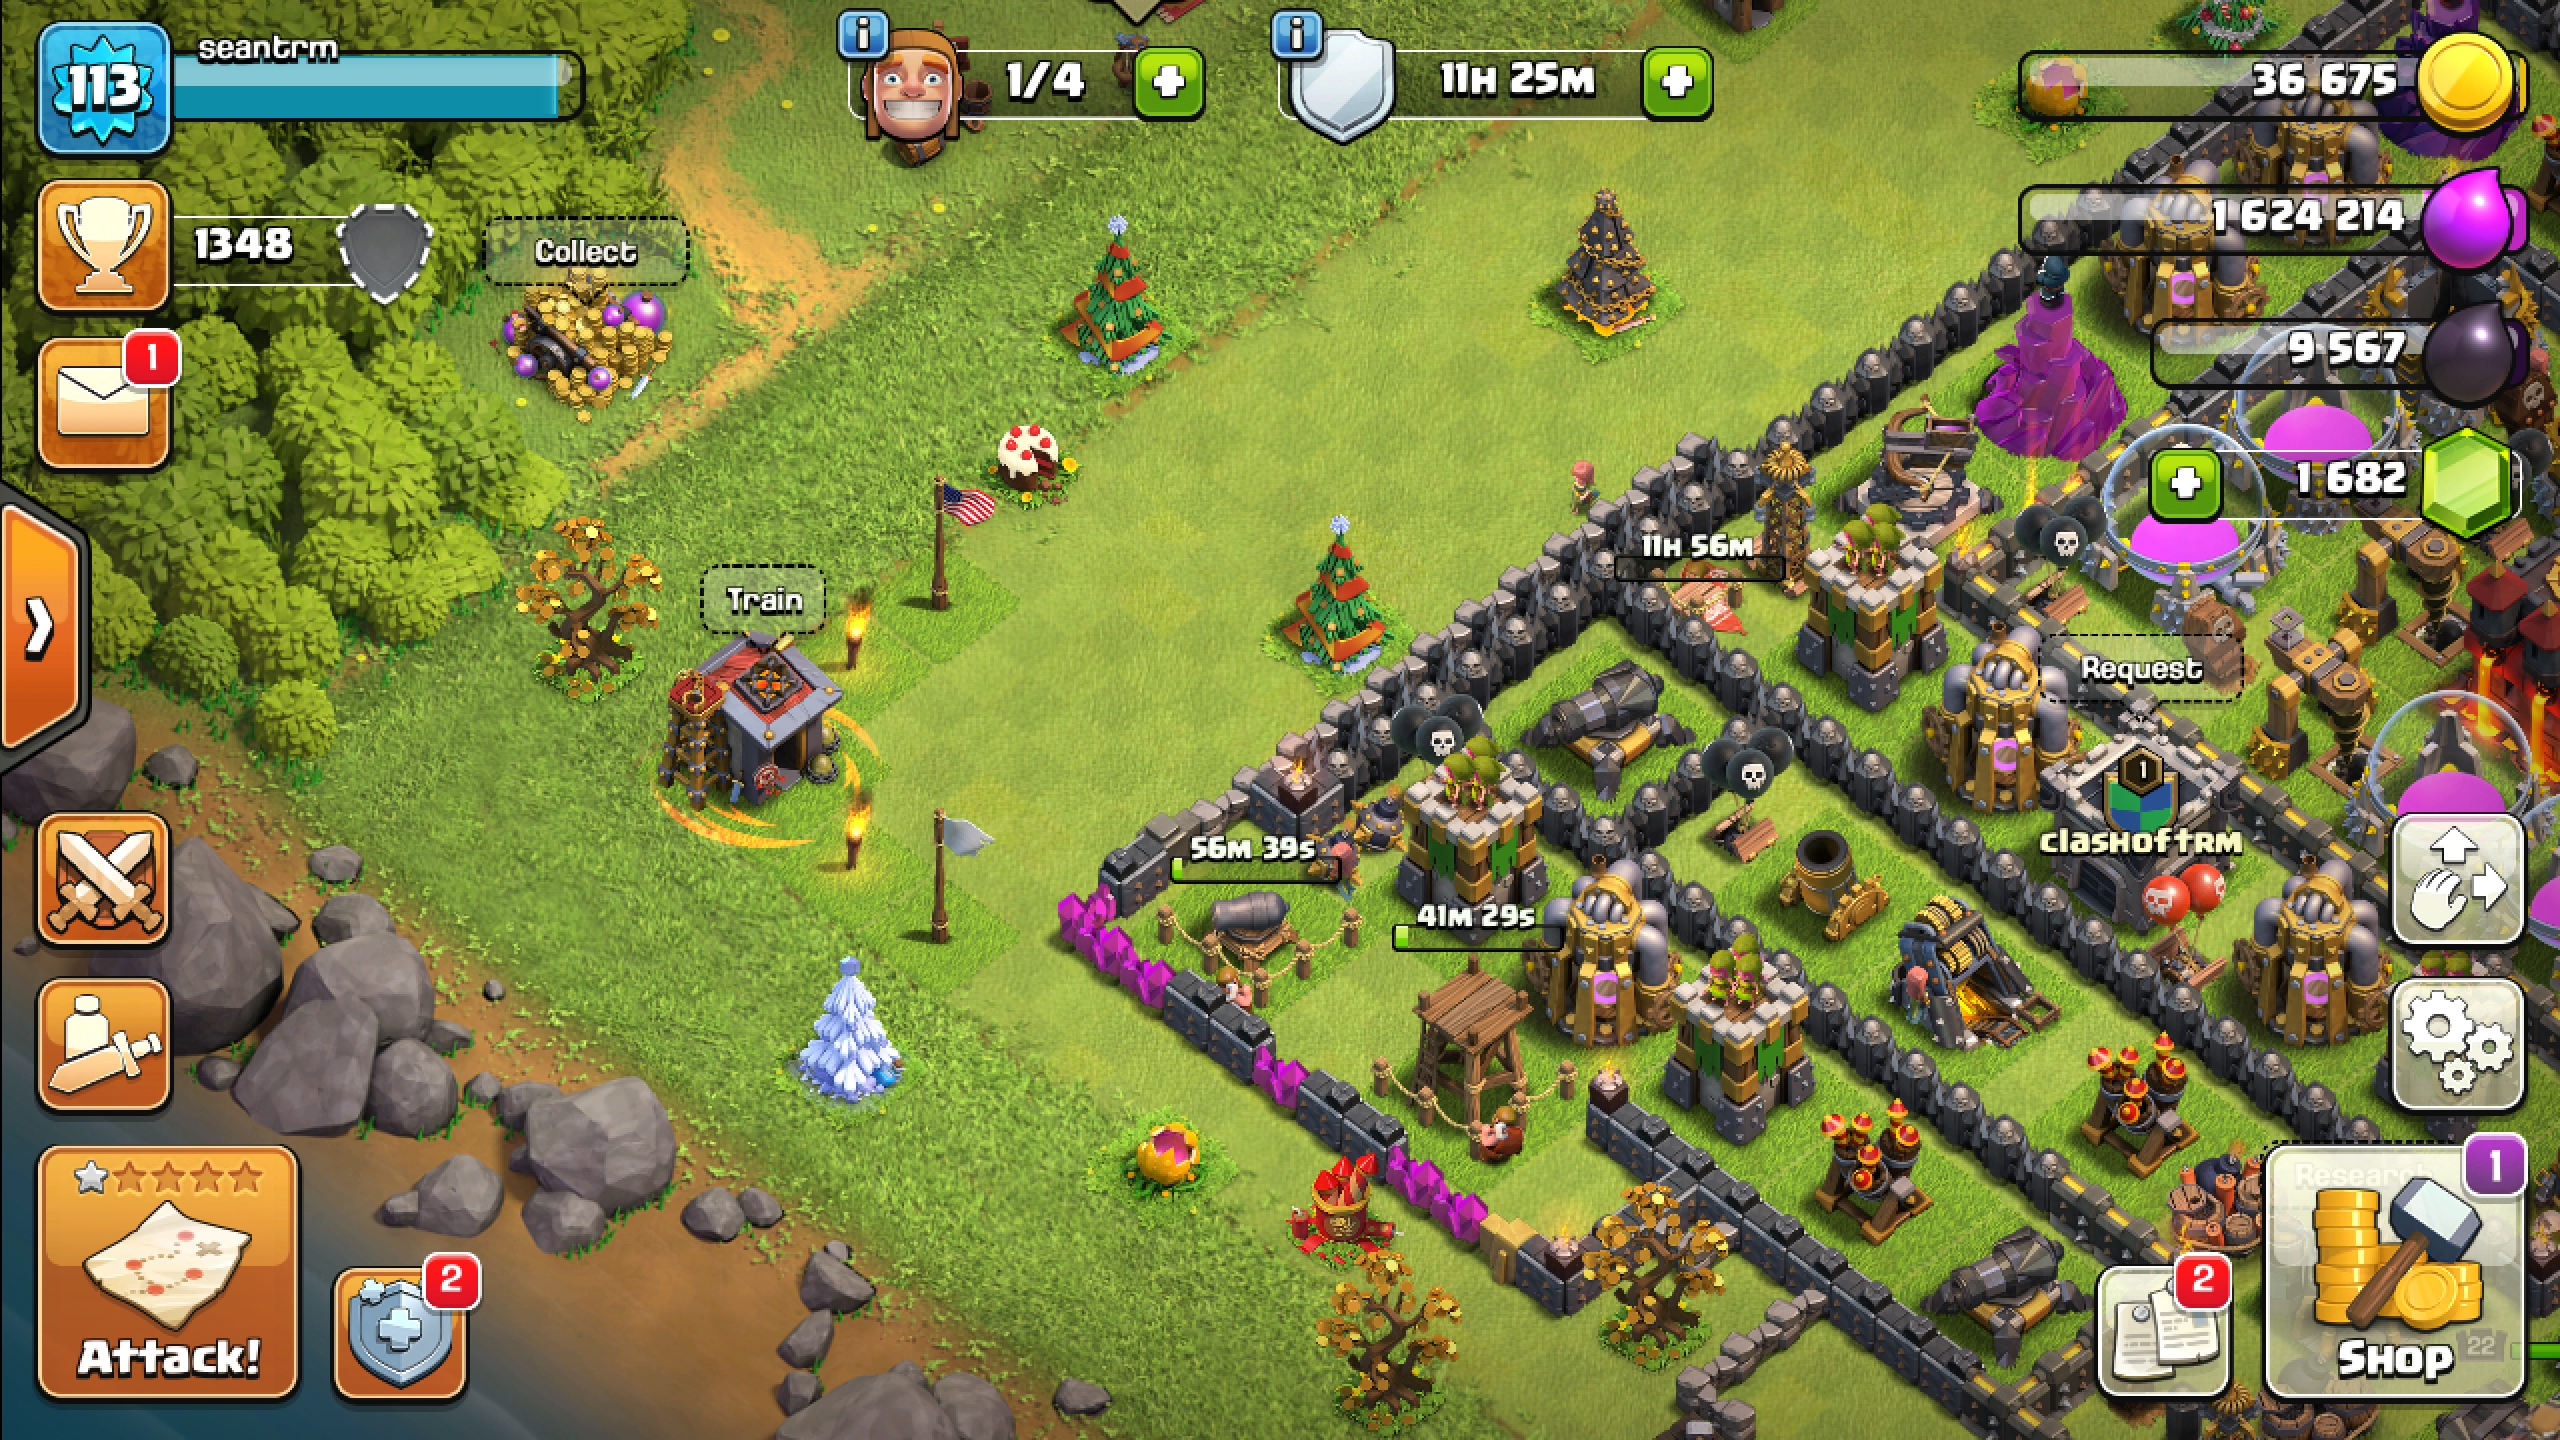 113
seantrm
1/4
11H 25M
36 675
1348
Collect
1 624 214
1
9 567
1 682
11H 56M
Train
Request
1
clashoftrm
56M 39S
41M 29S
Research
1
2
2
Attack!
Shop
22